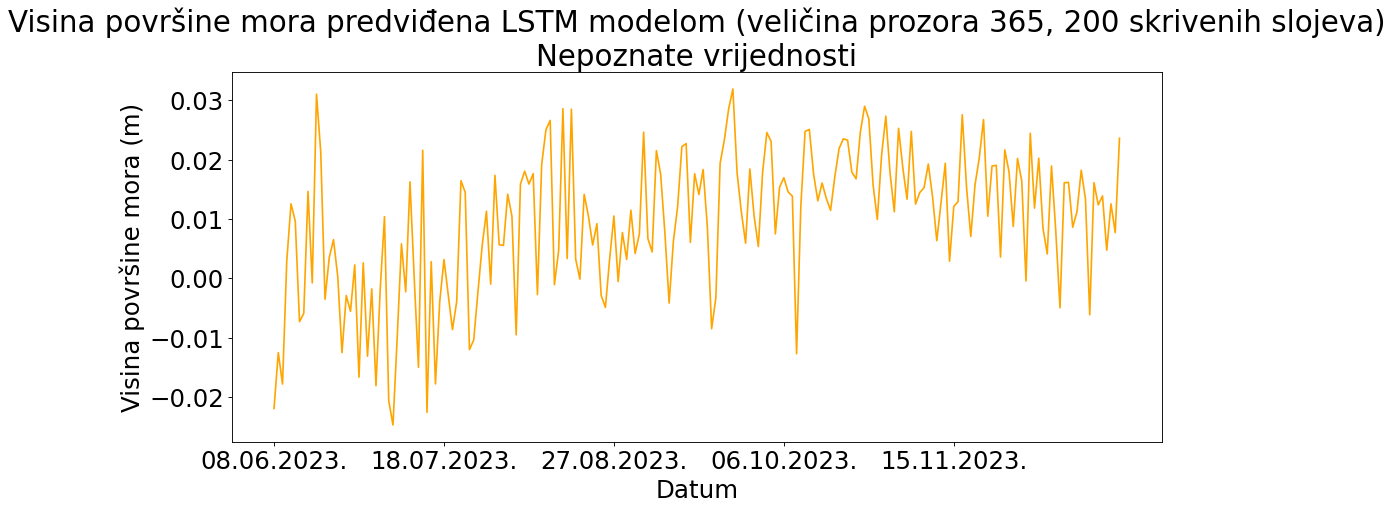 Visina površine mora predviđena LSTM modelom (veličina prozora 365, 200 skrivenih slojeva)
Nepoznate vrijednosti
Visina površine mora (m)
0.03
0.02
0.01
0.00
−0.01
−0.02
08.06.2023. 18.07.2023. 27.08.2023. 06.10.2023. 15.11.2023.
Datum